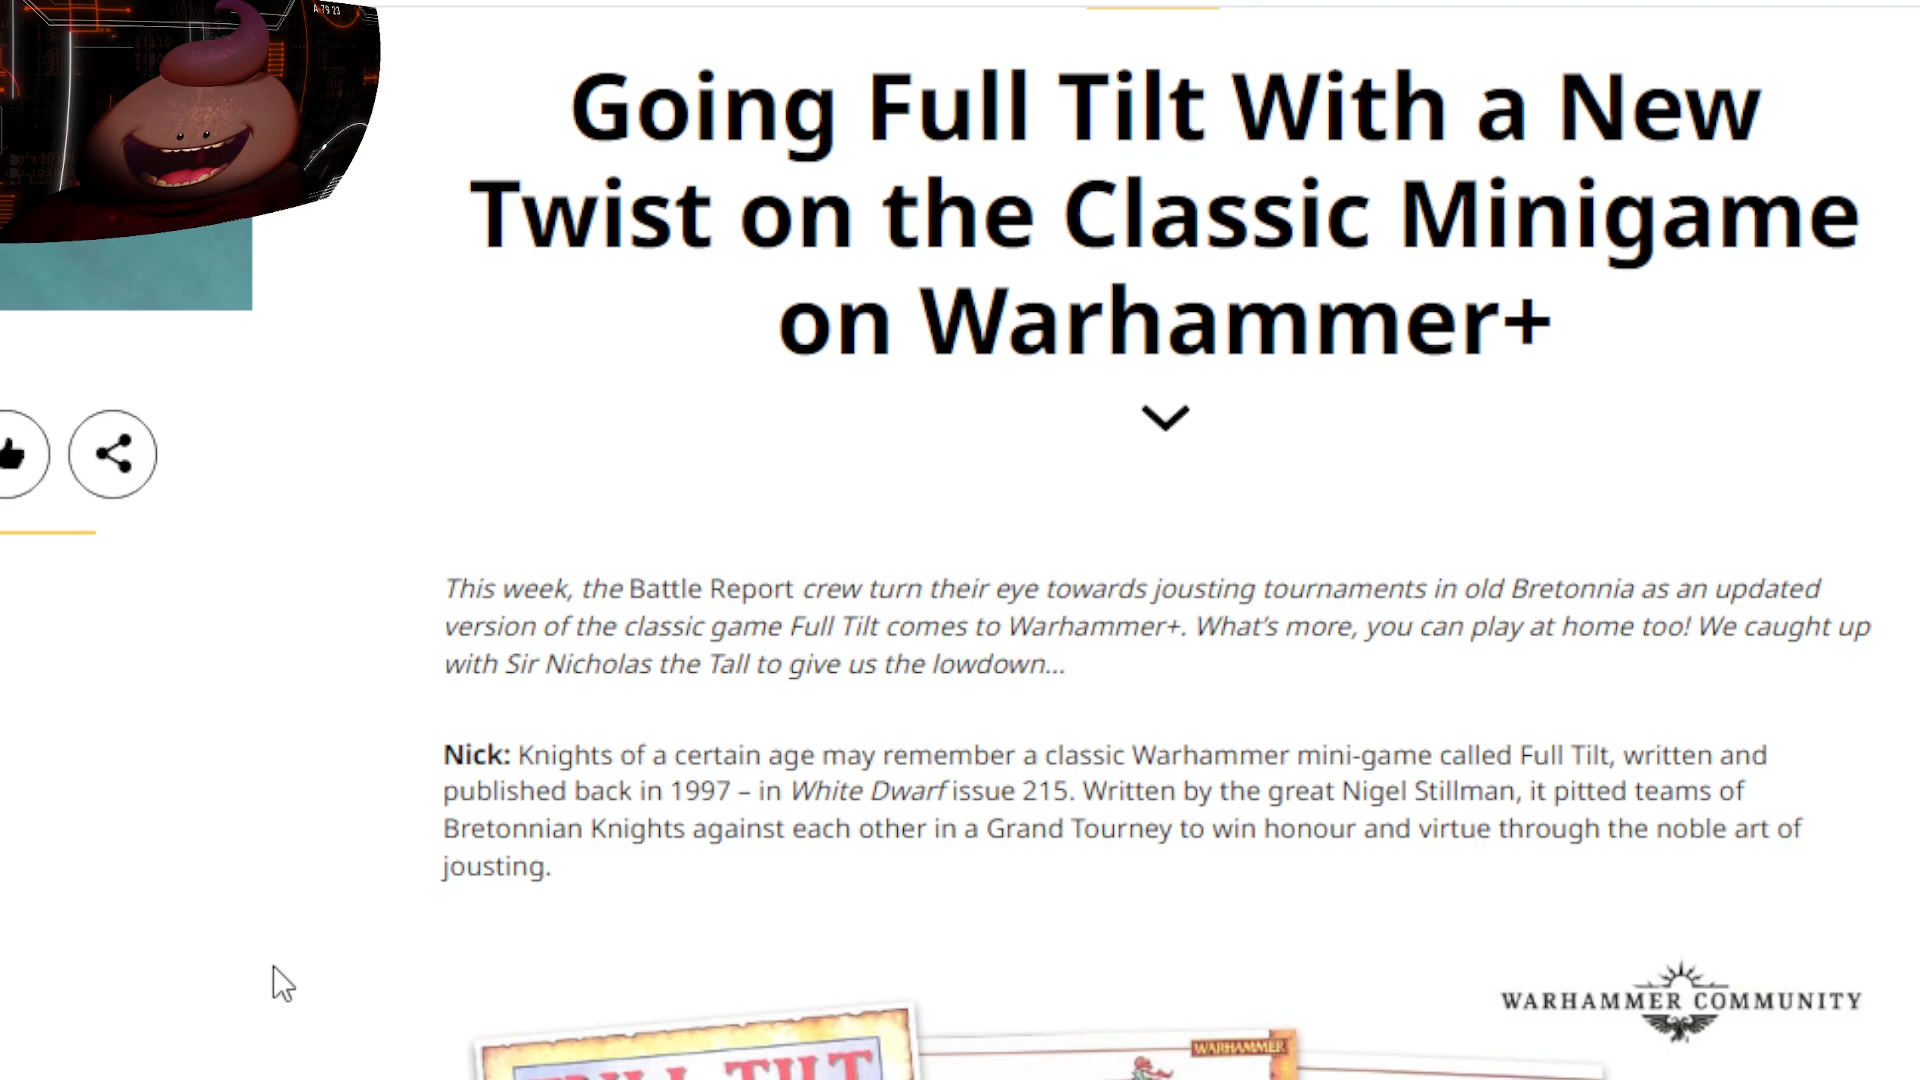 A-79 23
Going Full Tilt With a New
Twist on the Classic Minigame
on Warhammer+
This week, the Battle Report crew turn their eye towards jousting tournaments in old Bretonnia as an updated
version of the classic game Full Tilt comes to Warhammer+. What's more, you can play at home too! We caught up
with Sir Nicholas the Tall to give us the lowdown...
Nick: Knights of a certain age may remember a classic Warhammer mini-game called Full Tilt, written and
published back in 1997 – in White Dwarf issue 215. Written by the great Nigel Stillman, it pitted teams of
Bretonnian Knights against each other in a Grand Tourney to win honour and virtue through the noble art of
jousting.
WARHAMMER COMMUNITY
WARHAMMER
FULL TILT